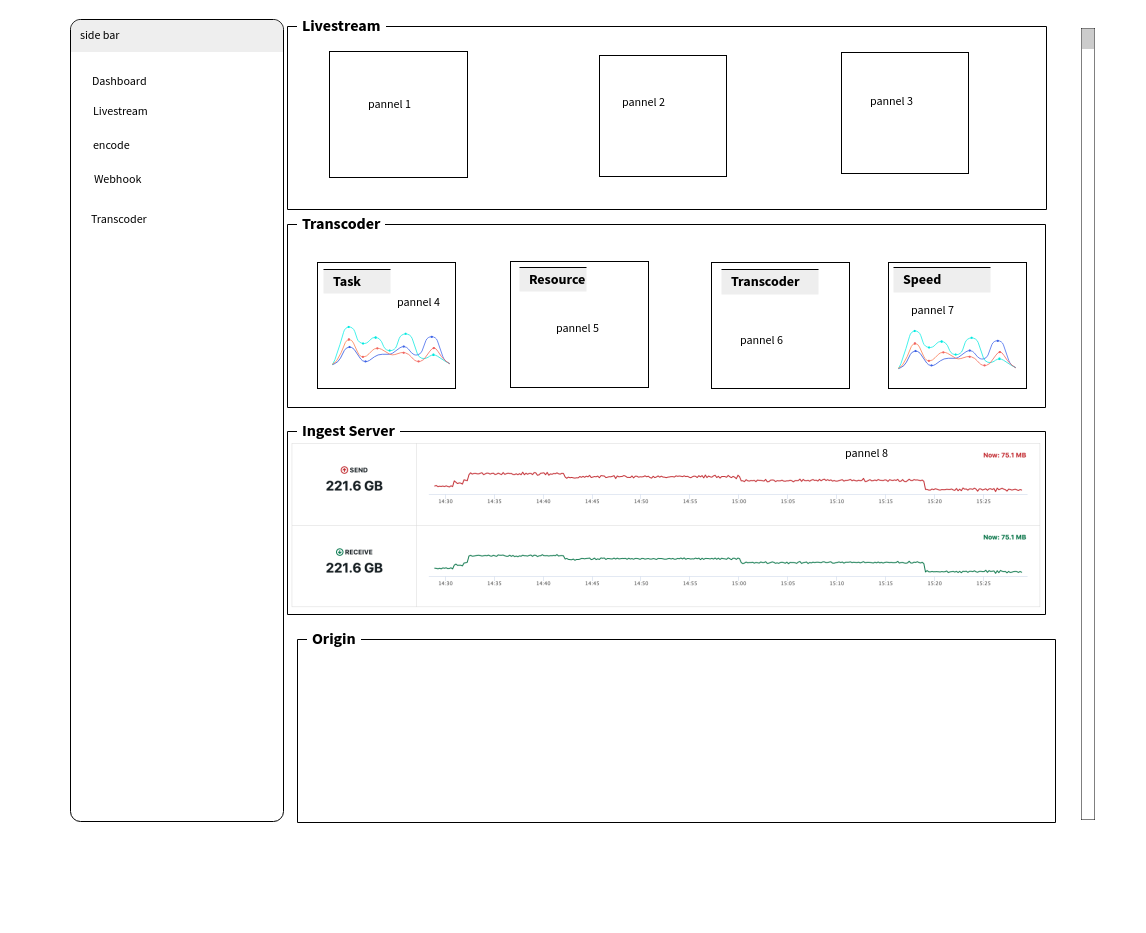 side bar
Dashboard
Livestream
encode
Webhook
Transcoder
Livestream
pannel 1
pannel 2
pannel 3
Transcoder
Task
pannel 4
Resource
pannel 5
Transcoder
pannel 6
Speed
pannel 7
Ingest Server
pannel 8
SEND
221.6 GB
Now: 75.1 MB
14:30 14:35 14:40 14:45 14:50 14:55 15:00 15:05 15:10 15:15 15:20 15:25
RECEIVE
221.6 GB
Now: 75.1 MB
14:30 14:35 14:40 14:45 14:50 14:55 15:00 15:05 15:10 15:15 15:20 15:25
Origin